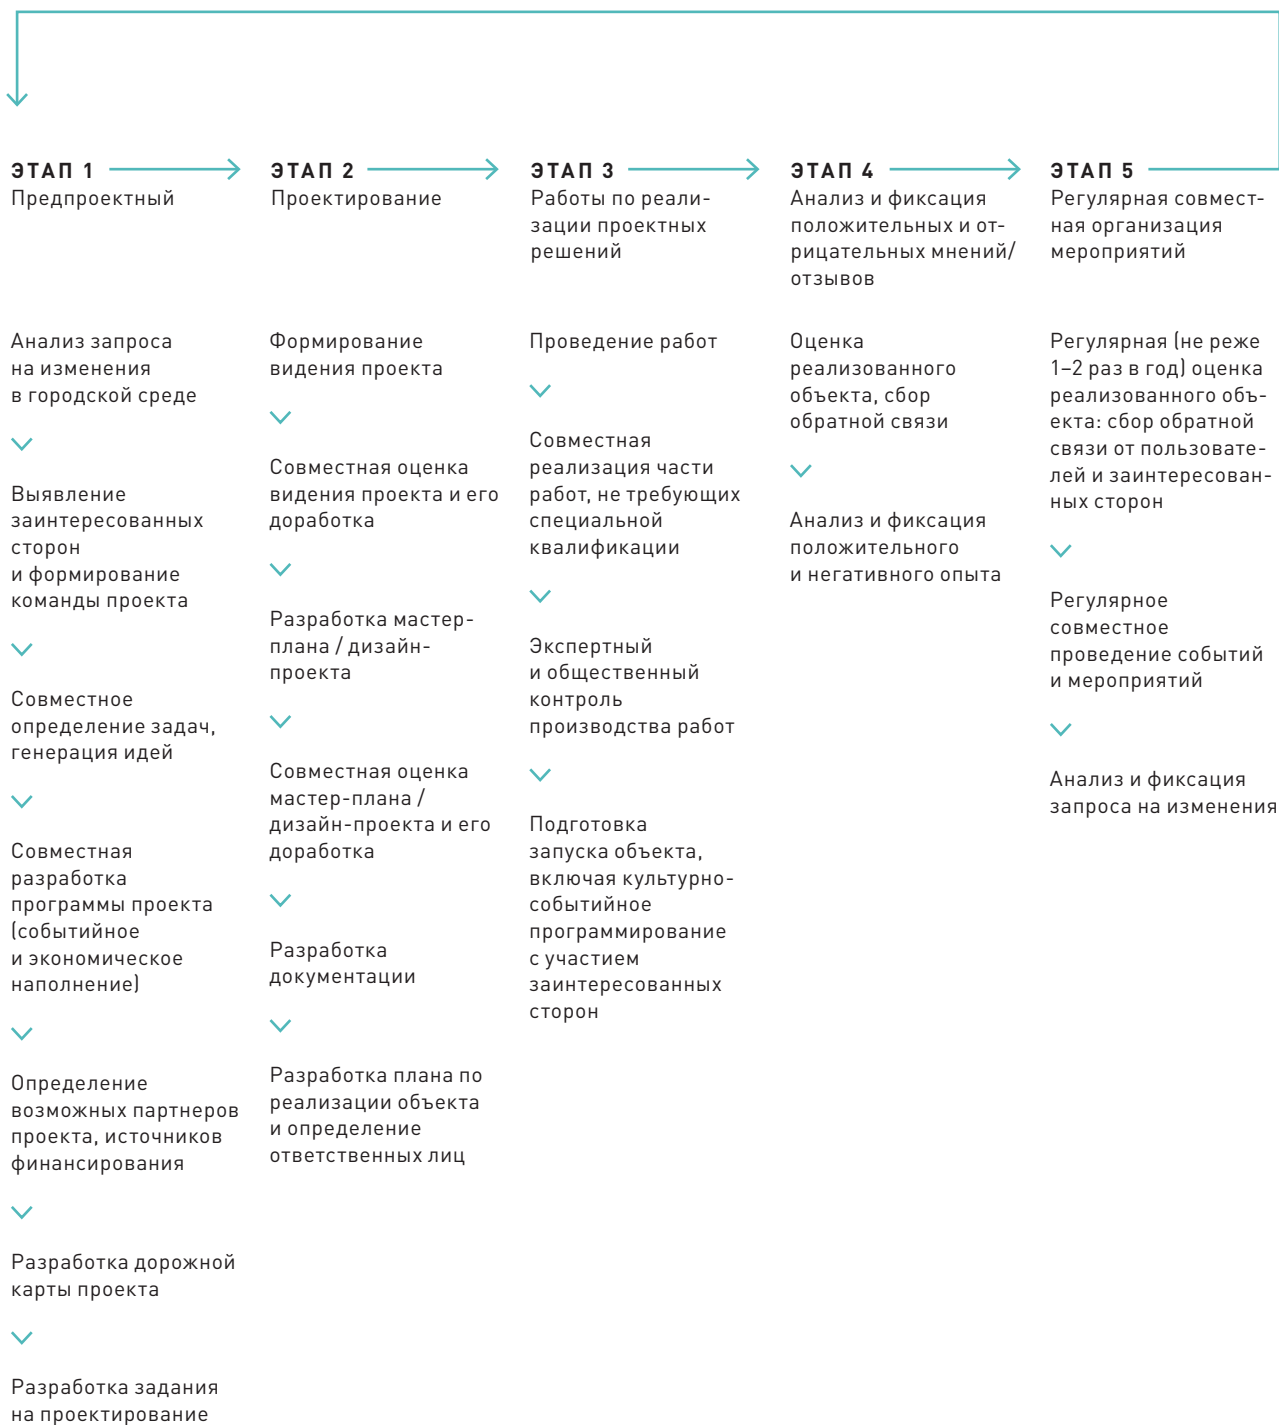 ЭТАП 1
Предпроектный
Анализ запроса
на изменения
в городской среде
Выявление
заинтересованных
сторон
и формирование
команды проекта
Совместное
определение задач,
генерация идей
Совместная
разработка
программы проекта
(событийное
и экономическое
наполнение)
Определение
возможных партнеров
проекта, источников
финансирования
Разработка дорожной
карты проекта
Разработка задания
на проектирование
ЭТАП 2
Проектирование
Формирование
видения проекта
Совместная оценка
видения проекта и его
доработка
Разработка мастер-
плана / дизайн-
проекта
Совместная оценка
мастер-плана /
дизайн-проекта и его
доработка
Разработка
документации
Разработка плана по
реализации объекта
и определение
ответственных лиц
ЭТАП 3
Работы по реали-
зации проектных
решений
Проведение работ
Совместная
реализация части
работ, не требующих
специальной
квалификации
Экспертный
и общественный
контроль
производства работ
Подготовка
запуска объекта,
включая культурно-
событийное
программирование
с участием
заинтересованных
сторон
ЭТАП 4
Анализ и фиксация
положительных и от-
рицательных мнений/
отзывов
Оценка
реализованного
объекта, сбор
обратной связи
Анализ и фиксация
положительного
и негативного опыта
ЭТАП 5
Регулярная совмест-
ная организация
мероприятий
Регулярная (не реже
1–2 раз в год) оценка
реализованного объ-
екта: сбор обратной
связи от пользовате-
лей и заинтересован-
ных сторон
Регулярное
совместное
проведение событий
и мероприятий
Анализ и фиксация
запроса на изменения